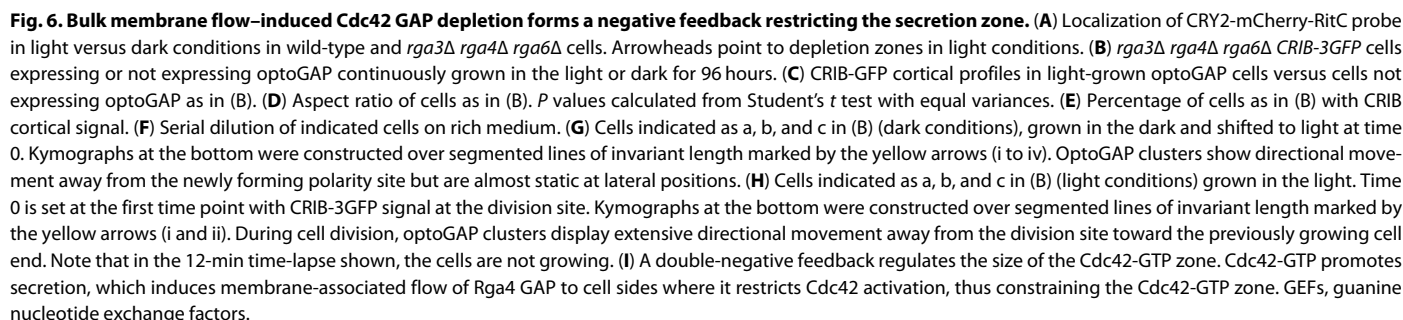 Fig. 6. Bulk membrane flow–induced Cdc42 GAP depletion forms a negative feedback restricting the secretion zone. (A) Localization of CRY2-mCherry-RitC probe
in light versus dark conditions in wild-type and rga3Δ rga4Δ rga6Δ cells. Arrowheads point to depletion zones in light conditions. (B) rga3Δ rga4Δ rga6Δ CRIB-3GFP cells
expressing or not expressing optoGAP continuously grown in the light or dark for 96 hours. (C) CRIB-GFP cortical profiles in light-grown optoGAP cells versus cells not
expressing optoGAP as in (B). (D) Aspect ratio of cells as in (B). P values calculated from Student's t test with equal variances. (E) Percentage of cells as in (B) with CRIB
cortical signal. (F) Serial dilution of indicated cells on rich medium. (G) Cells indicated as a, b, and c in (B) (dark conditions), grown in the dark and shifted to light at time
0. Kymographs at the bottom were constructed over segmented lines of invariant length marked by the yellow arrows (i to iv). OptoGAP clusters show directional move-
ment away from the newly forming polarity site but are almost static at lateral positions. (H) Cells indicated as a, b, and c in (B) (light conditions) grown in the light. Time
0 is set at the first time point with CRIB-3GFP signal at the division site. Kymographs at the bottom were constructed over segmented lines of invariant length marked by
the yellow arrows (i and ii). During cell division, optoGAP clusters display extensive directional movement away from the division site toward the previously growing cell
end. Note that in the 12-min time-lapse shown, the cells are not growing. (I) A double-negative feedback regulates the size of the Cdc42-GTP zone. Cdc42-GTP promotes
secretion, which induces membrane-associated flow of Rga4 GAP to cell sides where it restricts Cdc42 activation, thus constraining the Cdc42-GTP zone. GEFs, guanine
nucleotide exchange factors.